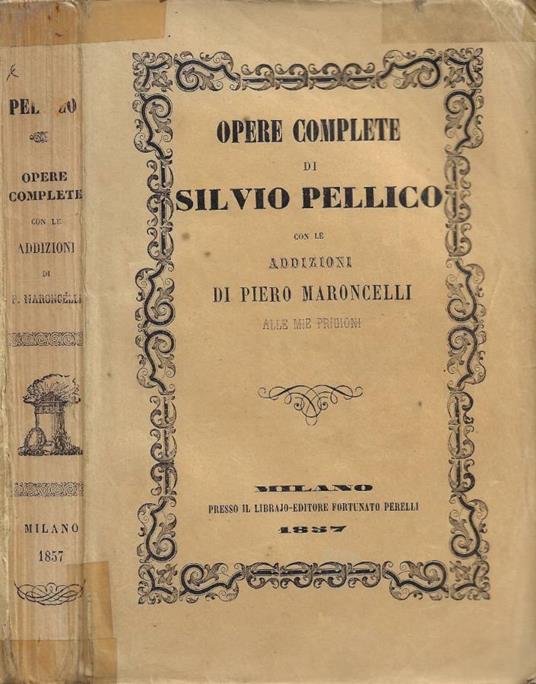 PEL
OPERE
COMPLETE
CON LE
ADDIZIONI
DI
P. MARONCELLI
MILANO
1857
OPERE COMPLETE
DI
SILVIO PELLICO
CON LE
ADDIZIONI
DI PIERO MARONCELLI
ALLE MIE PRIGIONI
MILANO
PRESSO IL LIBRAJO-EDITORE FORTUNATO PERELLI
1857